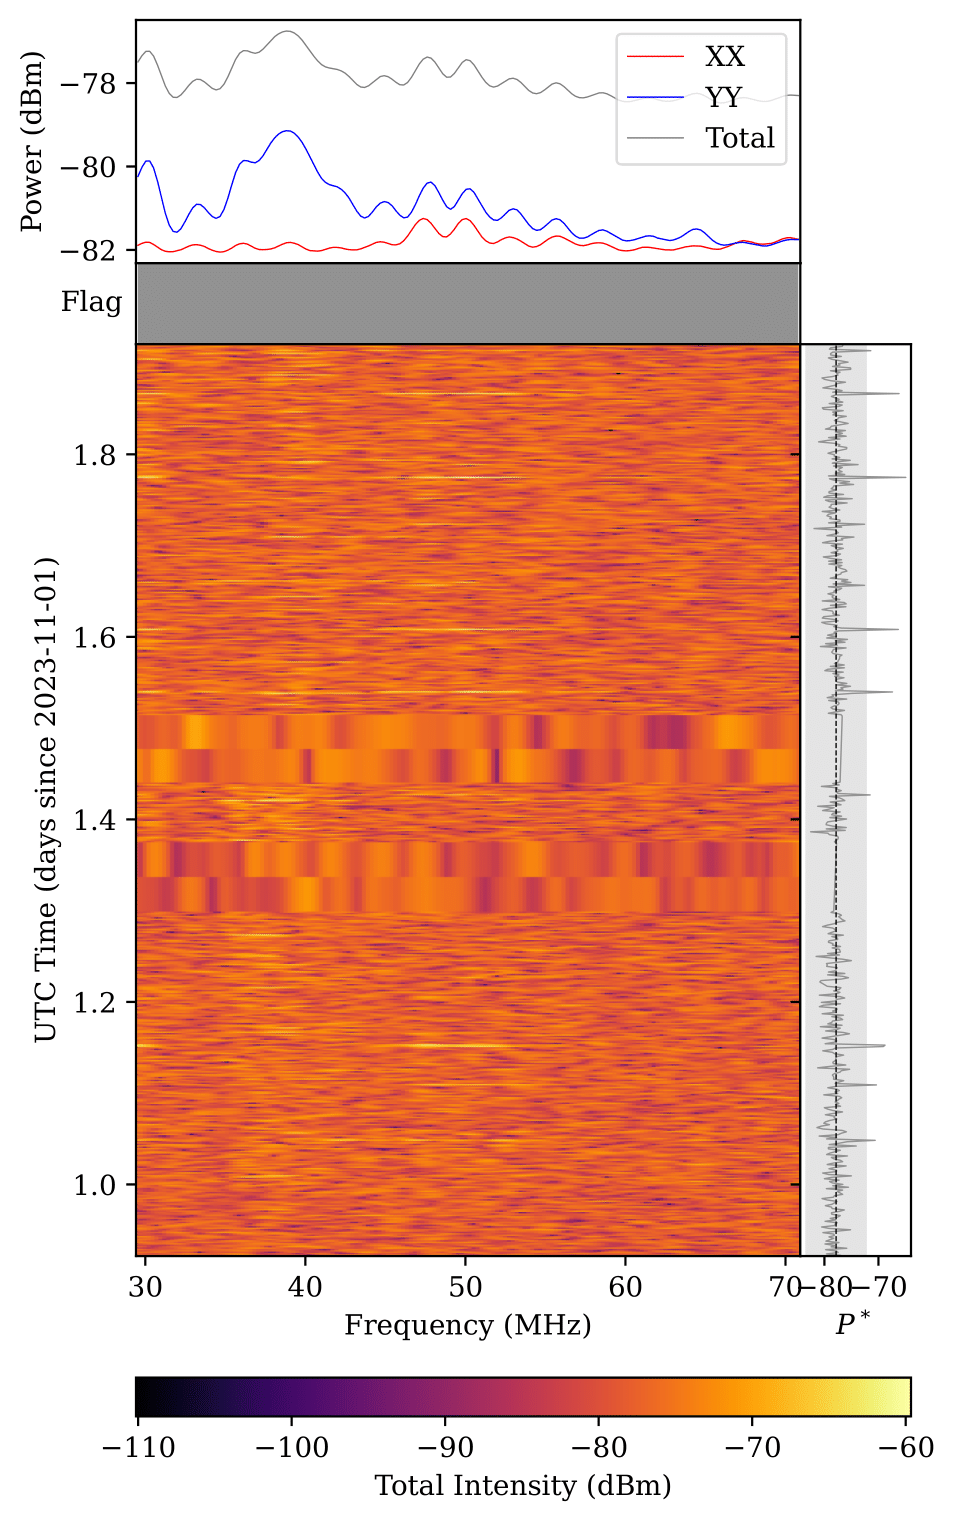 Power (dBm)
−78
−80
−82
XX
YY
Total
Flag
UTC Time (days since 2023-11-01)
1.8
1.6
1.4
1.2
1.0
30 40 50 60 70 −80 −70
Frequency (MHz)
P*
−110 −100 −90 −80 −70 −60
Total Intensity (dBm)